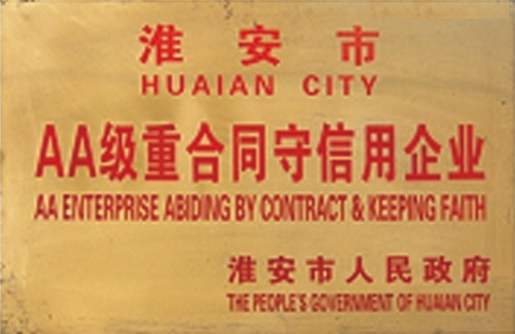 淮安市
HUAIAN CITY
AA级重合同守信用企业
AA ENTERPRISE ABIDING BY CONTRACT & KEEPING FAITH
淮安市人民政府
THE PEOPLE'S GOVERNMENT OF HUAIAN CITY